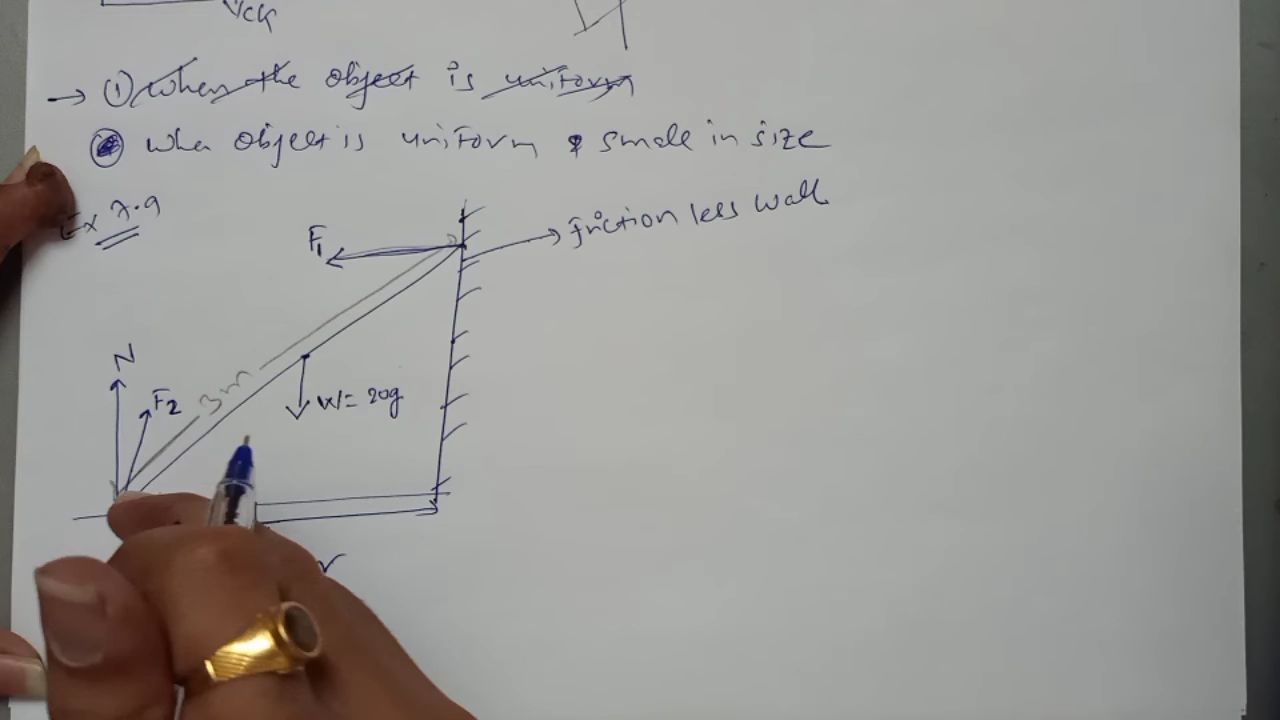 → ① When the object is uniform
when object is uniform & small in size
Ex 7.9
F1
→ friction less wall
N
F2
3m
W = 20g